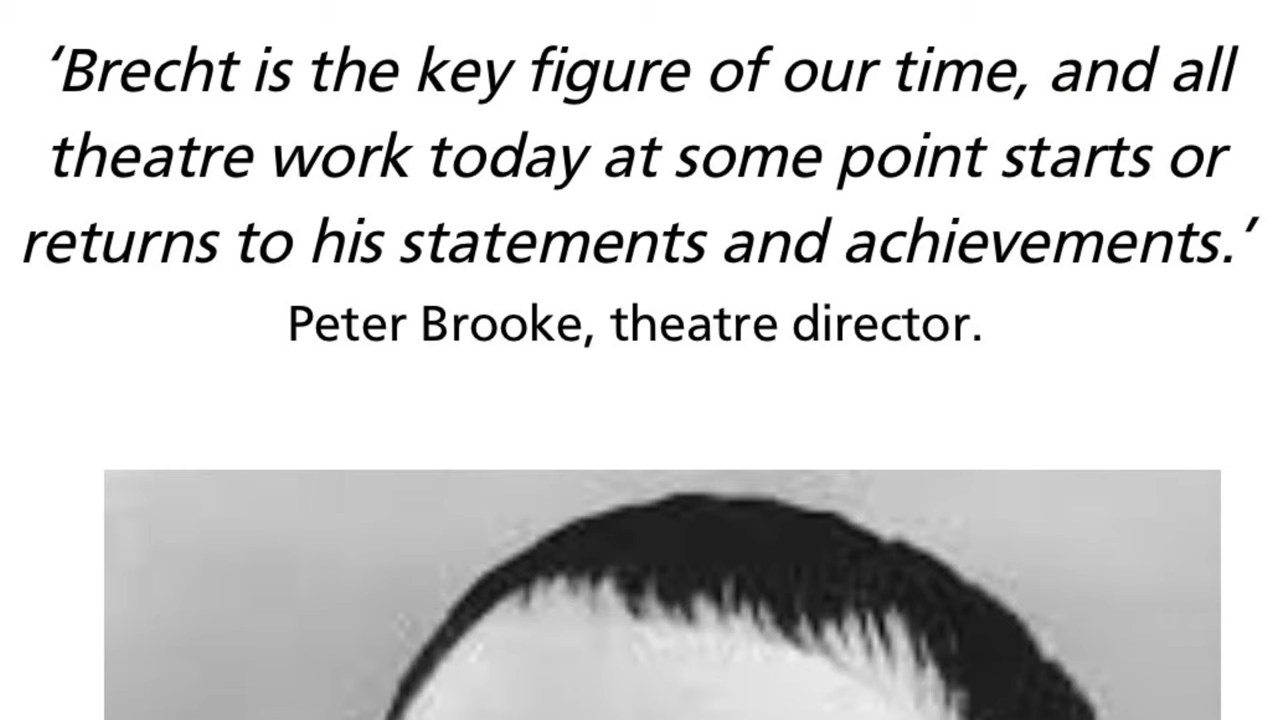 ‘Brecht is the key figure of our time, and all
theatre work today at some point starts or
returns to his statements and achievements.’
Peter Brooke, theatre director.